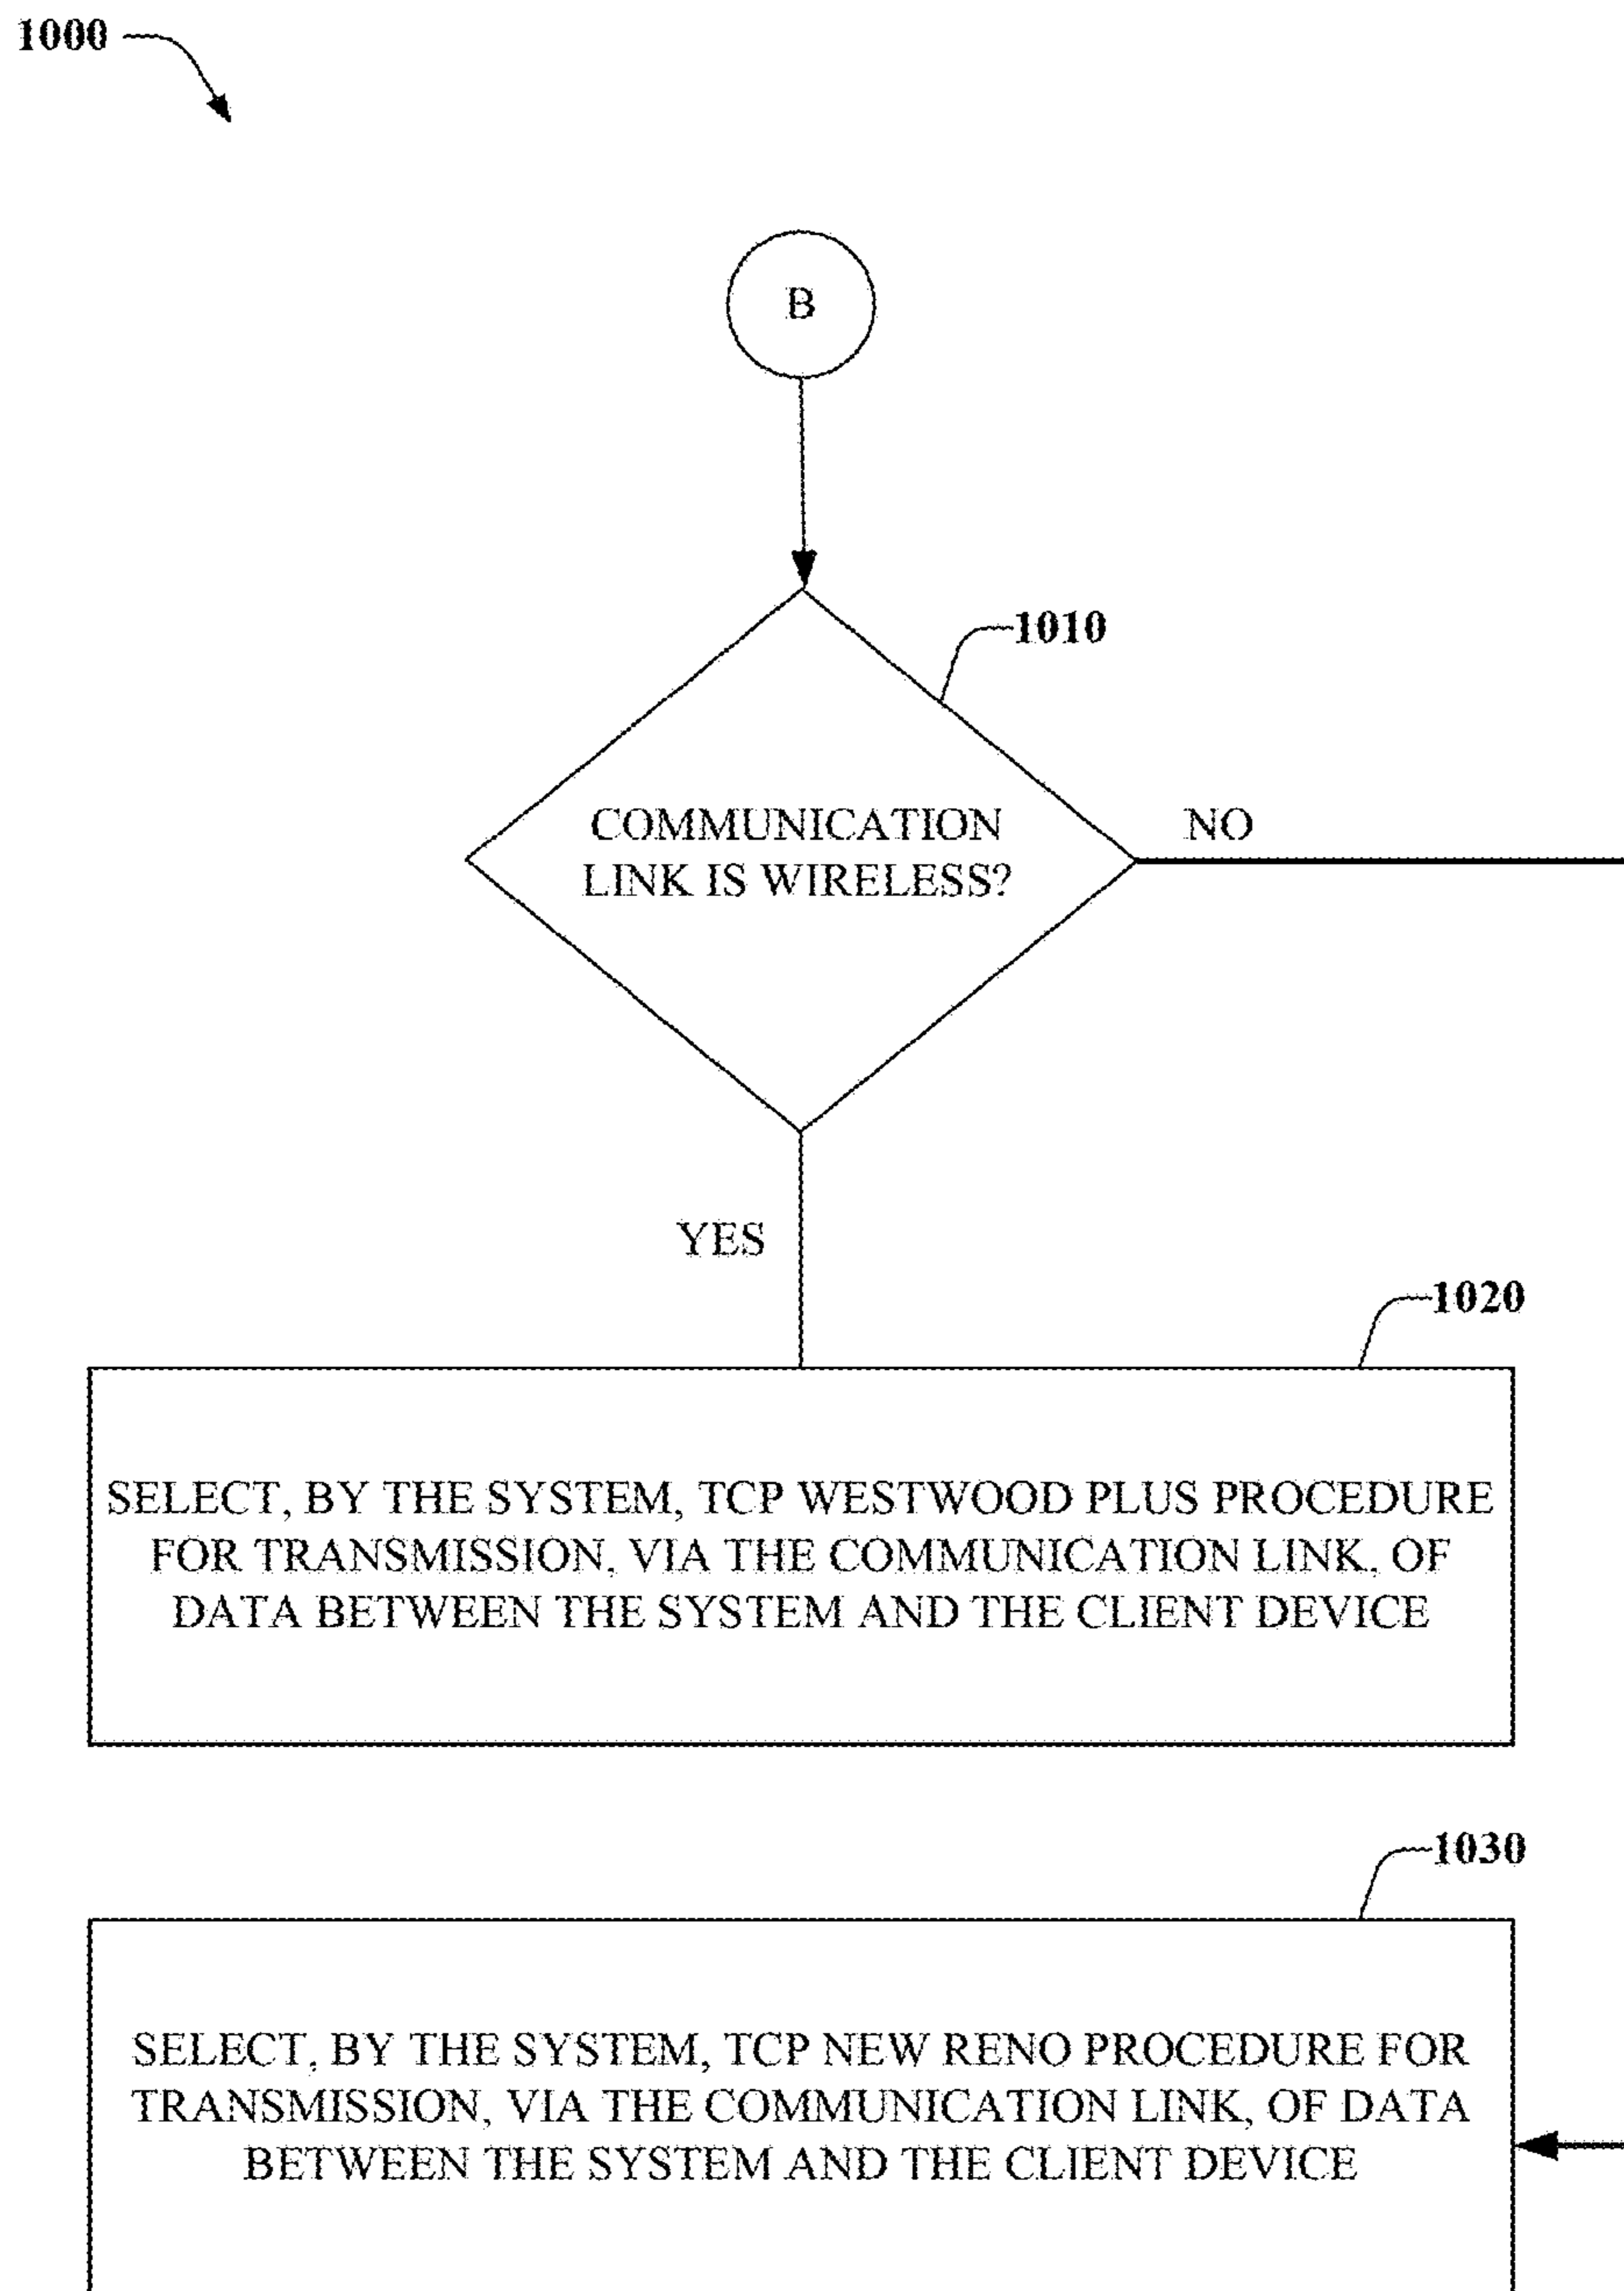 1000
B
1010
COMMUNICATION
LINK IS WIRELESS?
NO
YES
1020
SELECT, BY THE SYSTEM, TCP WESTWOOD PLUS PROCEDURE
FOR TRANSMISSION, VIA THE COMMUNICATION LINK, OF
DATA BETWEEN THE SYSTEM AND THE CLIENT DEVICE
1030
SELECT, BY THE SYSTEM, TCP NEW RENO PROCEDURE FOR
TRANSMISSION, VIA THE COMMUNICATION LINK, OF DATA
BETWEEN THE SYSTEM AND THE CLIENT DEVICE